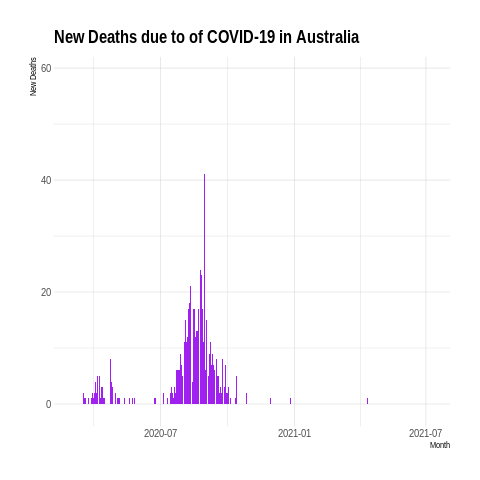 New Deaths due to of COVID-19 in Australia
New Deaths
60
40
20
0
2020-07
2021-01
2021-07
Month